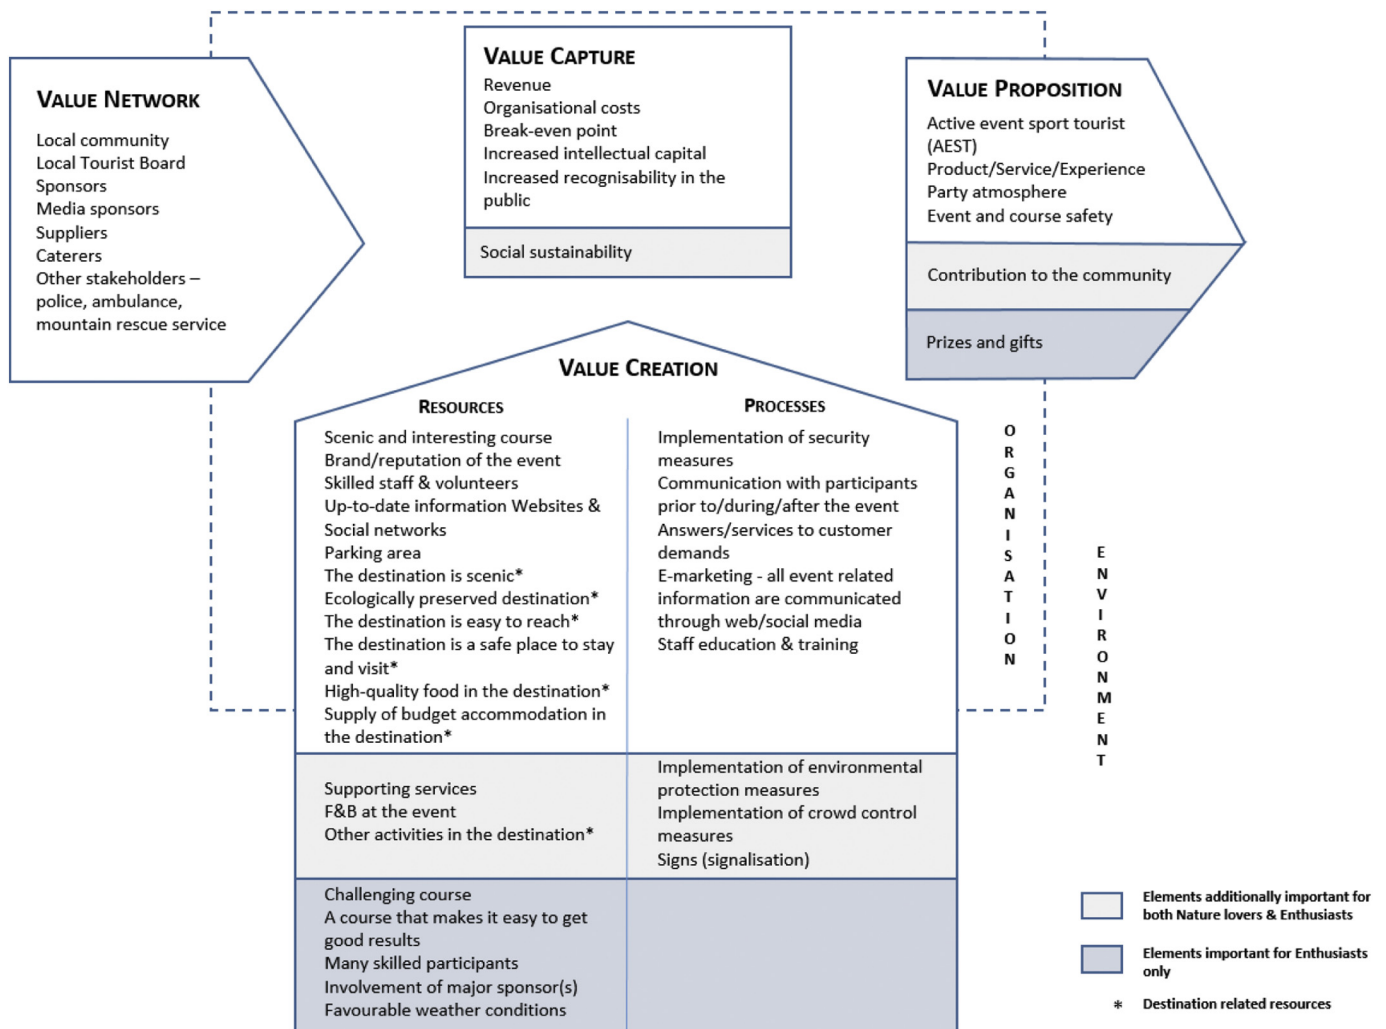 VALUE NETWORK
Local community
Local Tourist Board
Sponsors
Media sponsors
Suppliers
Caterers
Other stakeholders –
police, ambulance,
mountain rescue service
VALUE CAPTURE
Revenue
Organisational costs
Break-even point
Increased intellectual capital
Increased recognisability in the
public
Social sustainability
VALUE PROPOSITION
Active event sport tourist
(AEST)
Product/Service/Experience
Party atmosphere
Event and course safety
Contribution to the community
Prizes and gifts
VALUE CREATION
RESOURCES
Scenic and interesting course
Brand/reputation of the event
Skilled staff & volunteers
Up-to-date information Websites &
Social networks
Parking area
The destination is scenic*
Ecologically preserved destination*
The destination is easy to reach*
The destination is a safe place to stay
and visit*
High-quality food in the destination*
Supply of budget accommodation in
the destination*
Supporting services
F&B at the event
Other activities in the destination*
Challenging course
A course that makes it easy to get
good results
Many skilled participants
Involvement of major sponsor(s)
Favourable weather conditions
PROCESSES
Implementation of security
measures
Communication with participants
prior to/during/after the event
Answers/services to customer
demands
E-marketing - all event related
information are communicated
through web/social media
Staff education & training
Implementation of environmental
protection measures
Implementation of crowd control
measures
Signs (signalisation)
ORGANISATION
ENVIRONMENT
Elements additionally important for
both Nature lovers & Enthusiasts
Elements important for Enthusiasts
only
* Destination related resources